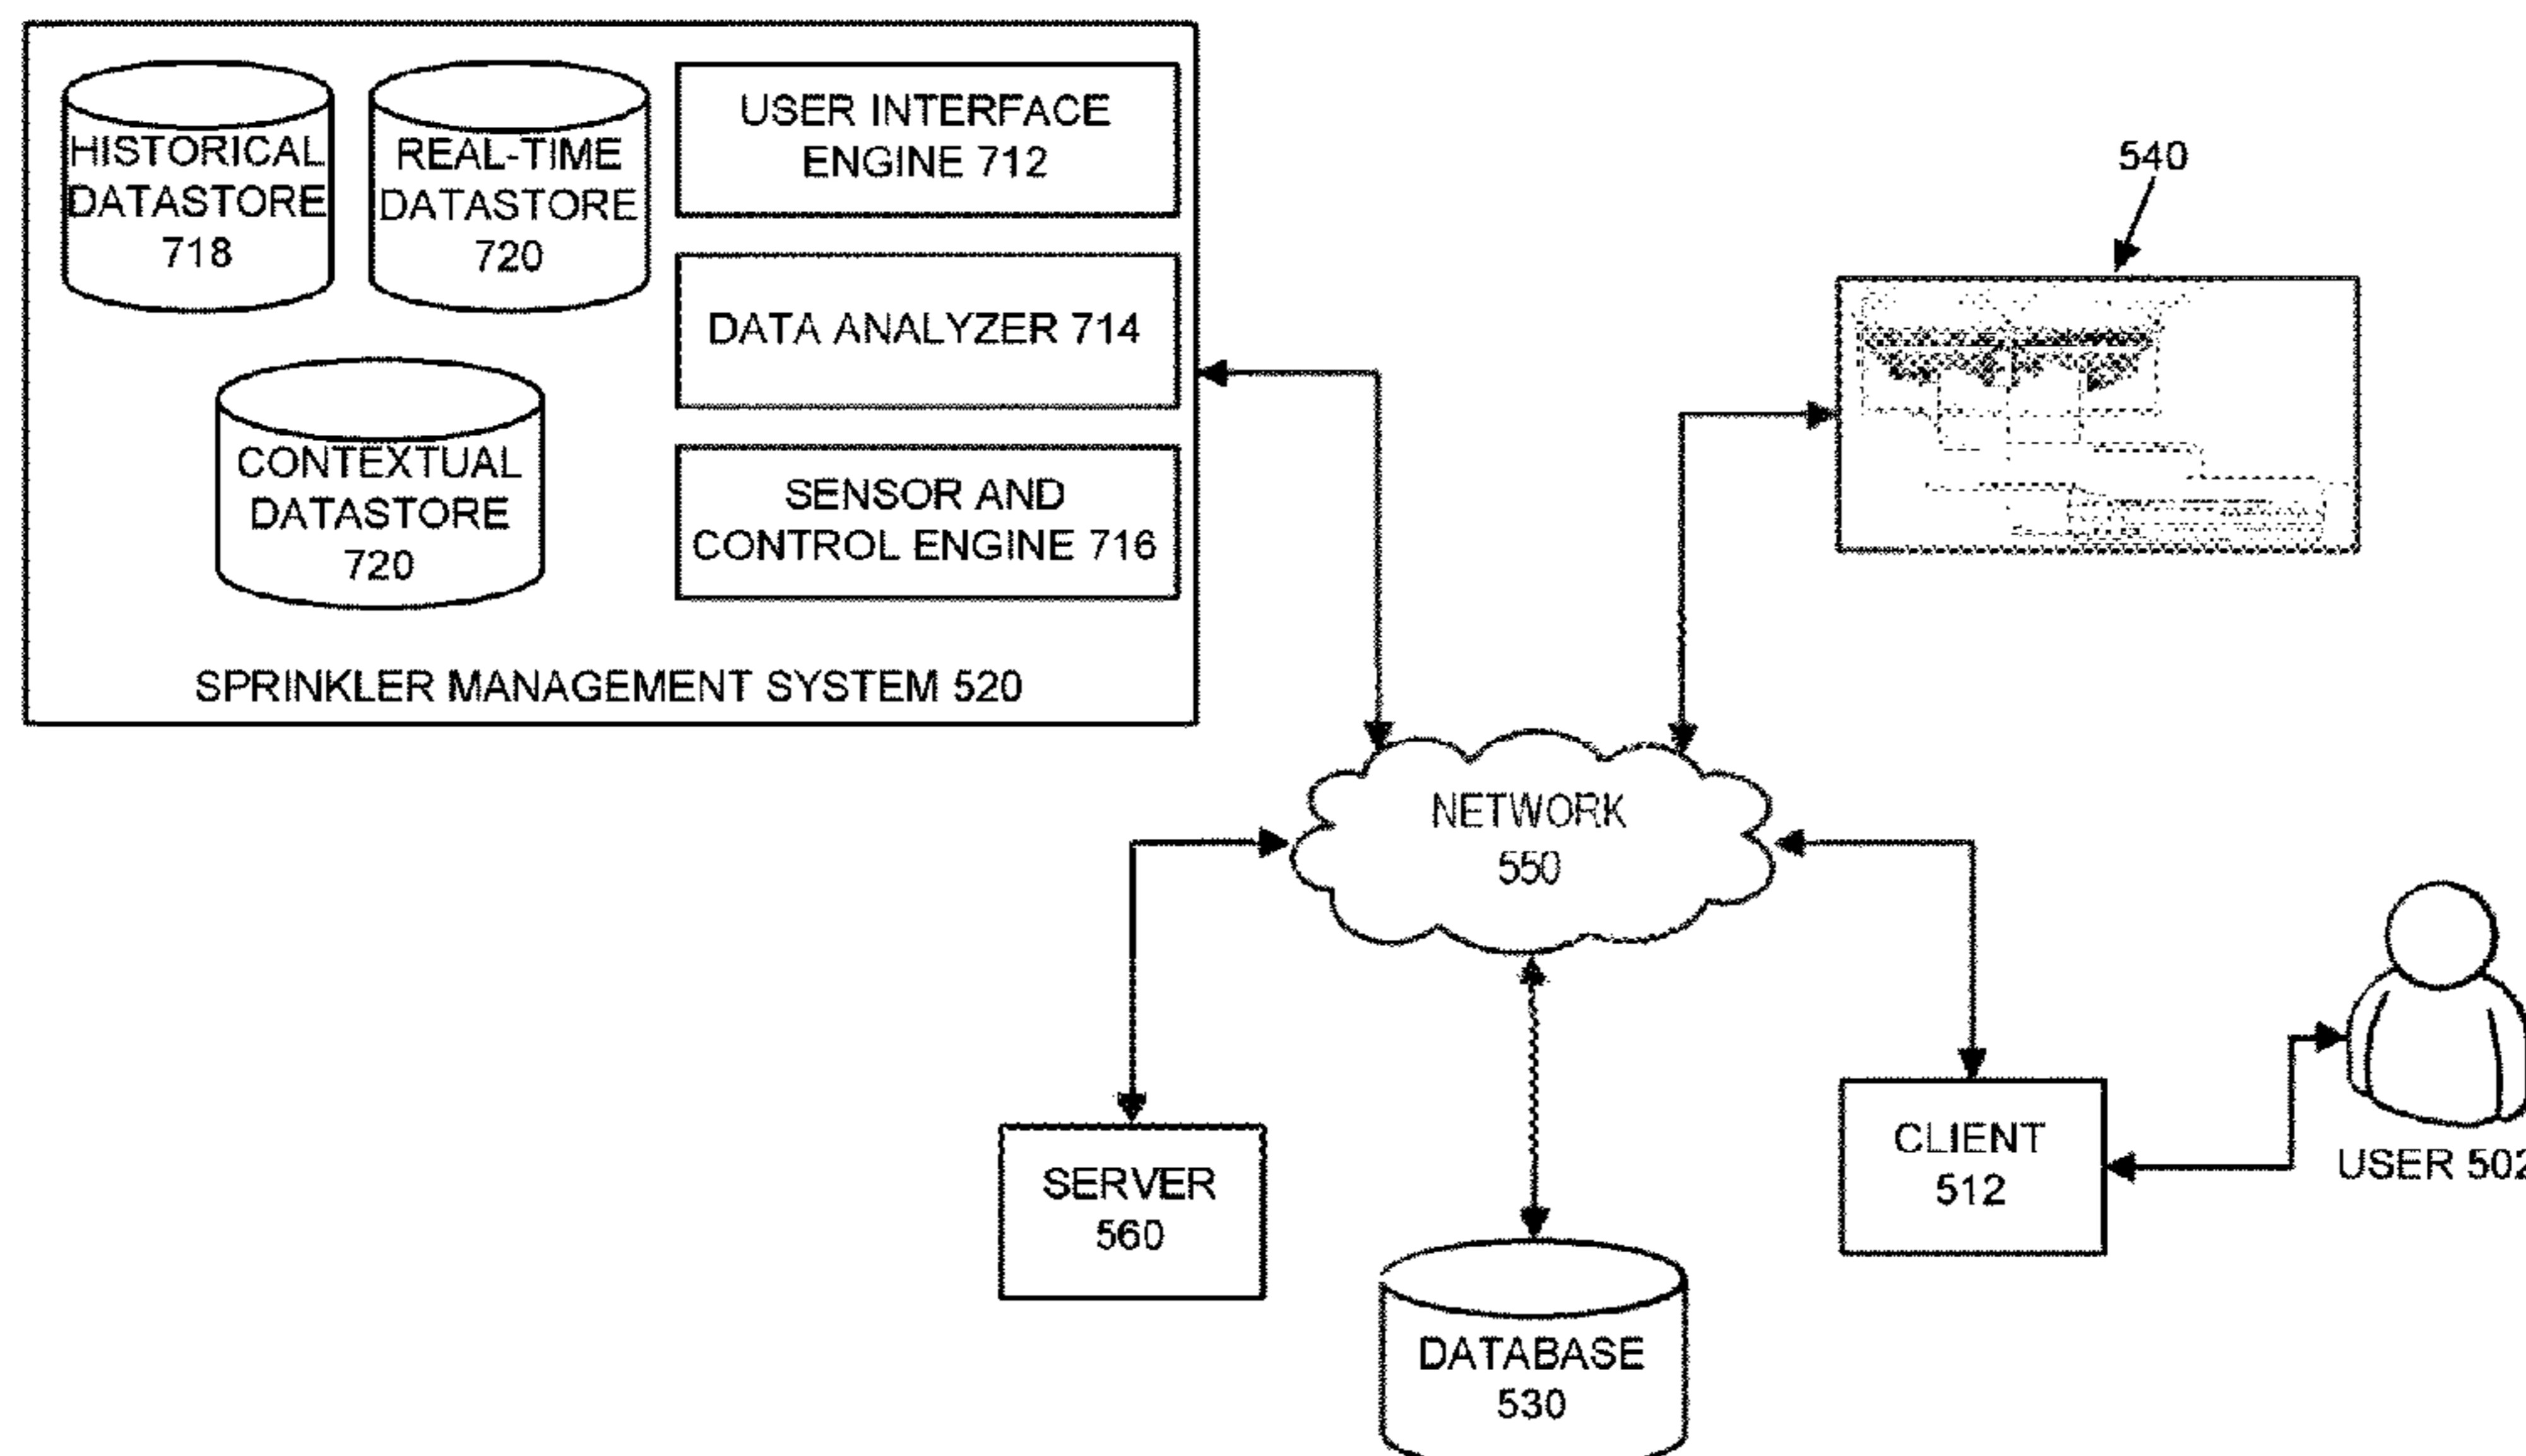 HISTORICAL
DATASTORE
718
REAL-TIME
DATASTORE
720
USER INTERFACE
ENGINE 712
DATA ANALYZER 714
CONTEXTUAL
DATASTORE
720
SENSOR AND
CONTROL ENGINE 716
SPRINKLER MANAGEMENT SYSTEM 520
540
NETWORK
550
SERVER
560
DATABASE
530
CLIENT
512
USER 502